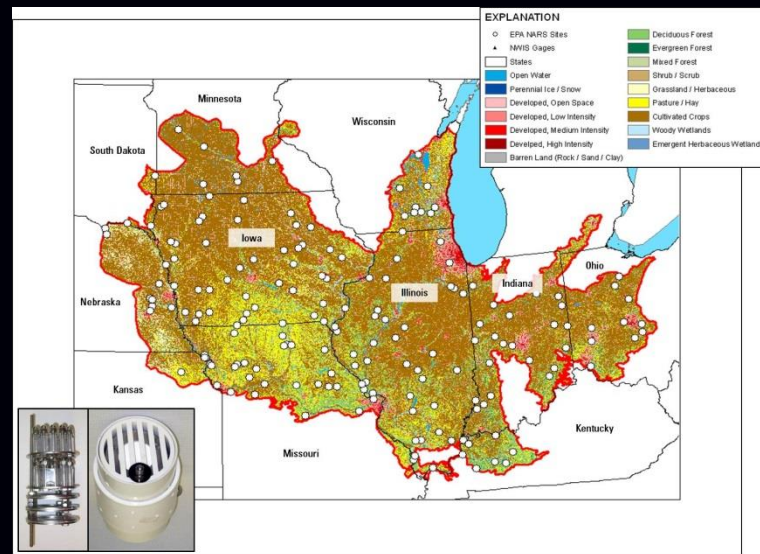 EXPLANATION
EPA NARS Sites
NWIS Gages
States
Open Water
Perennial Ice / Snow
Developed, Open Space
Developed, Low Intensity
Developed, Medium Intensity
Develped, High Intensity
Barren Land (Rock / Sand / Clay)
Deciduous Forest
Evergreen Forest
Mixed Forest
Shrub / Scrub
Grassland / Herbaceous
Pasture / Hay
Cultivated Crops
Woody Wetlands
Emergent Herbaceous Wetland
Minnesota
Wisconsin
South Dakota
Iowa
Nebraska
Illinois
Indiana
Ohio
Kansas
Missouri
Kentucky